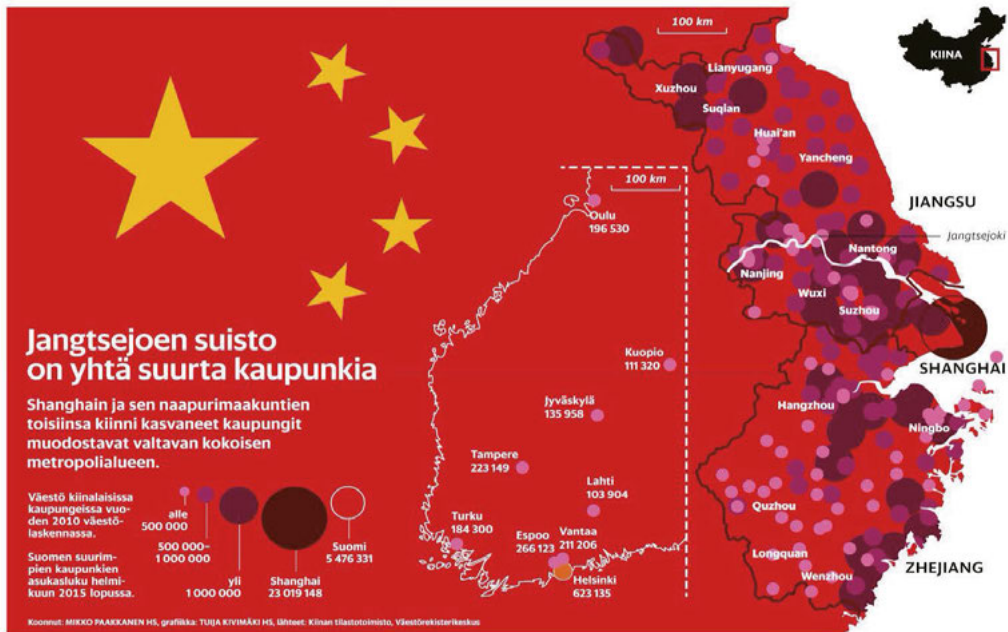 Jangtsejoen suisto
on yhtä suurta kaupunkia
Shanghain ja sen naapurimaakuntien
toisiinsa kiinni kasvaneet kaupungit
muodostavat valtavan kokoisen
metropolialueen.
Väestö kiinalaisissa
kaupungeissa vuo-
den 2010 väestö-
laskennassa.
Suomen suurim-
pien kaupunkien
asukasluku helmi-
kuun 2015 lopussa.
alle
500 000
500 000–
1 000 000
yli
1 000 000
Shanghai
23 019 148
Suomi
5 476 331
Koonnut: MIKKO PAAKKANEN HS, grafiikka: TUIJA KIVIMÄKI HS, lähteet: Kiinan tilastotoimisto, Väestörekisterikeskus
100 km
Oulu
196 530
Kuopio
111 320
Jyväskylä
135 958
Tampere
223 149
Lahti
103 904
Turku
184 300
Espoo
266 123
Vantaa
211 206
Helsinki
623 135
100 km
KIINA
Lianyugang
Xuzhou
Suqian
Huai'an
Yancheng
JIANGSU
Jangtsejoki
Nantong
Nanjing
Wuxi
Suzhou
SHANGHAI
Hangzhou
Ningbo
Quzhou
Longquan
Wenzhou
ZHEJIANG